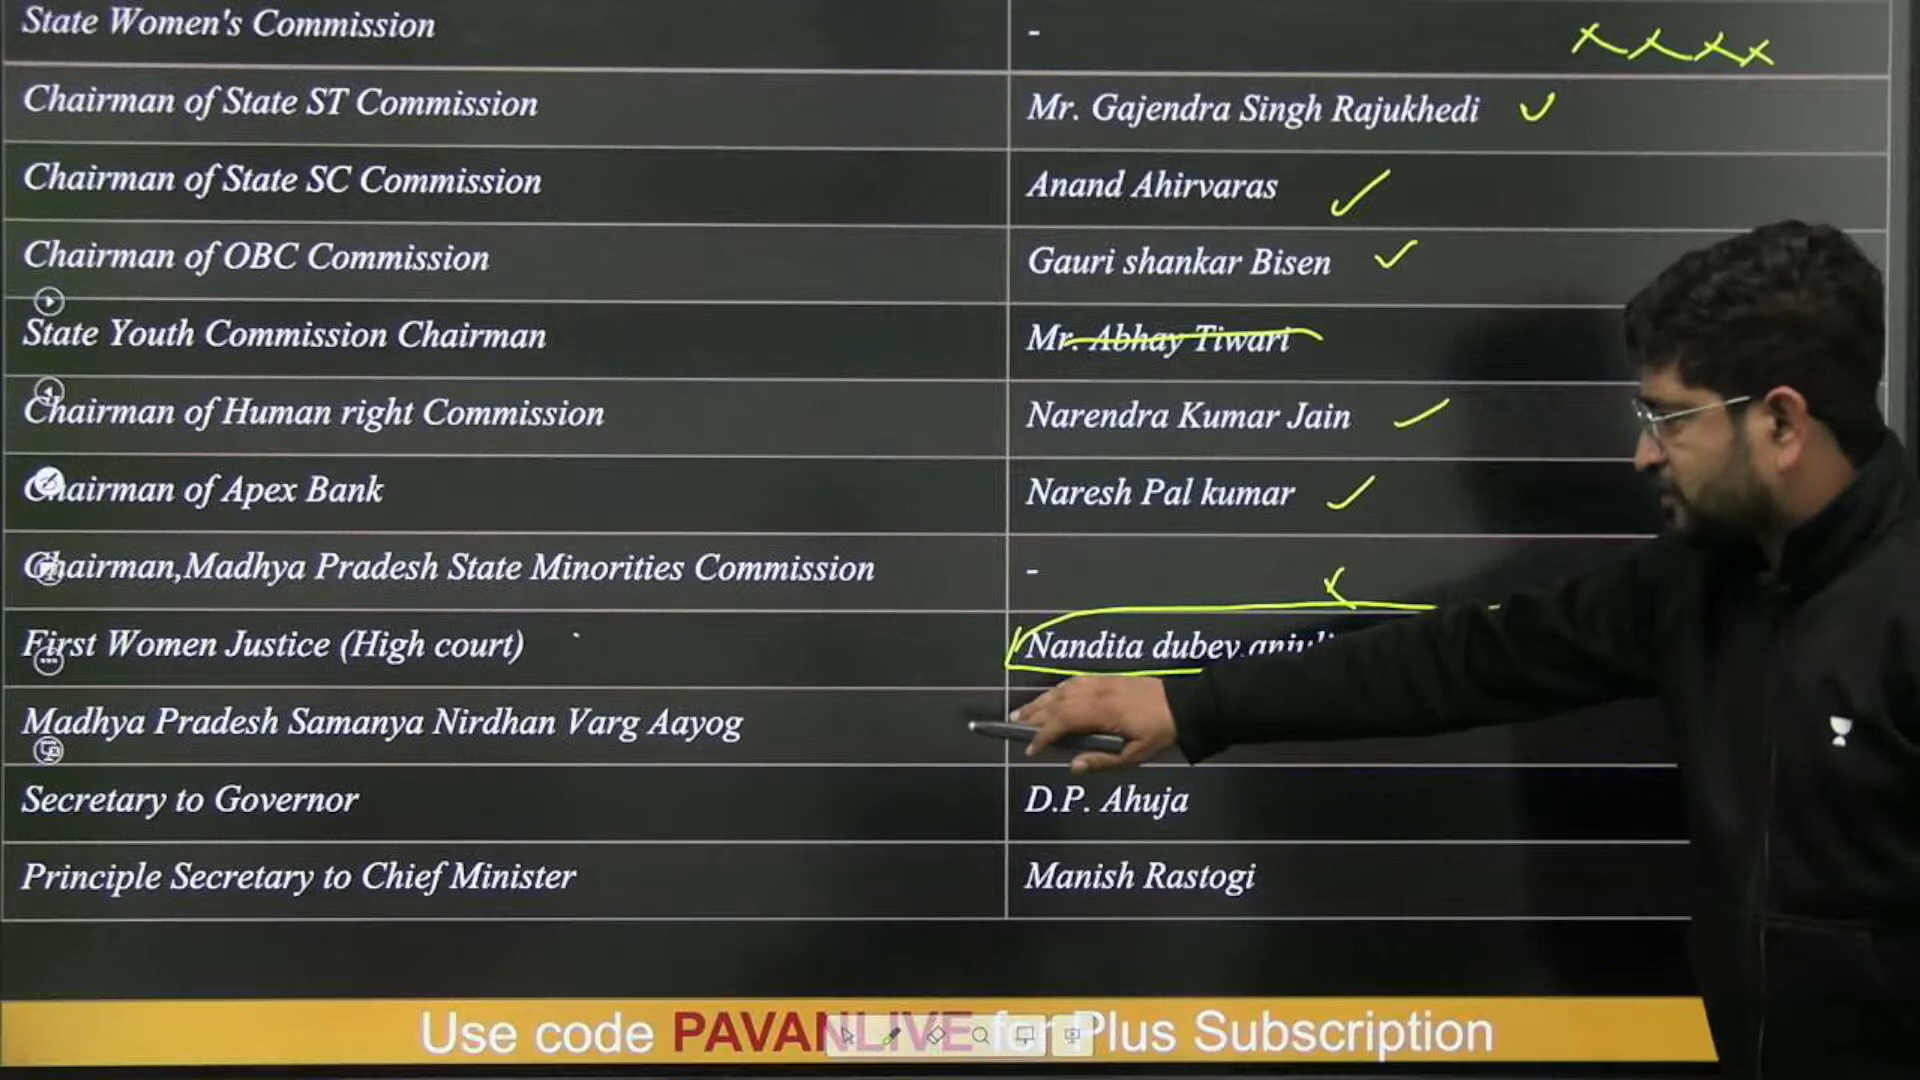 State Women's Commission -
Chairman of State ST Commission Mr. Gajendra Singh Rajukhedi
Chairman of State SC Commission Anand Ahirvaras
Chairman of OBC Commission Gauri shankar Bisen
State Youth Commission Chairman Mr. Abhay Tiwari
Chairman of Human right Commission Narendra Kumar Jain
Chairman of Apex Bank Naresh Pal kumar
Chairman,Madhya Pradesh State Minorities Commission -
First Women Justice (High court) Nandita dubey
Madhya Pradesh Samanya Nirdhan Varg Aayog
Secretary to Governor D.P. Ahuja
Principle Secretary to Chief Minister Manish Rastogi
Use code PAVANLIVE for Plus Subscription